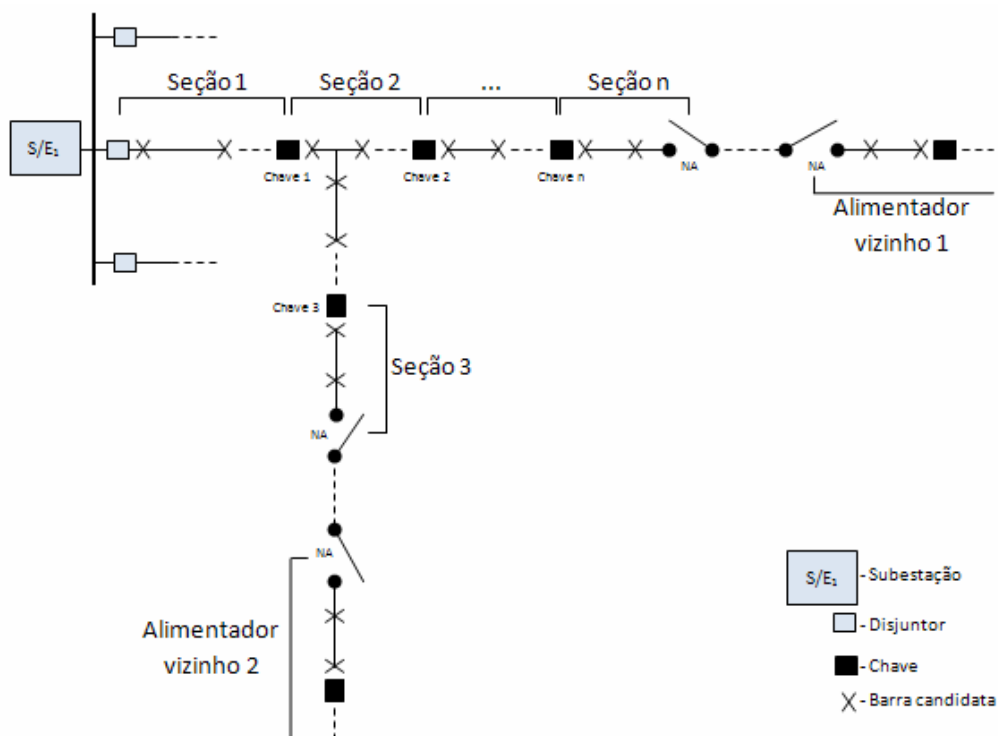 Seção 1
Seção 2
...
Seção n
S/E₁
Chave 1
Chave 2
Chave n
NA
NA
Alimentador
vizinho 1
Chave 3
Seção 3
NA
NA
Alimentador
vizinho 2
S/E₁ - Subestação
- Disjuntor
- Chave
- Barra candidata